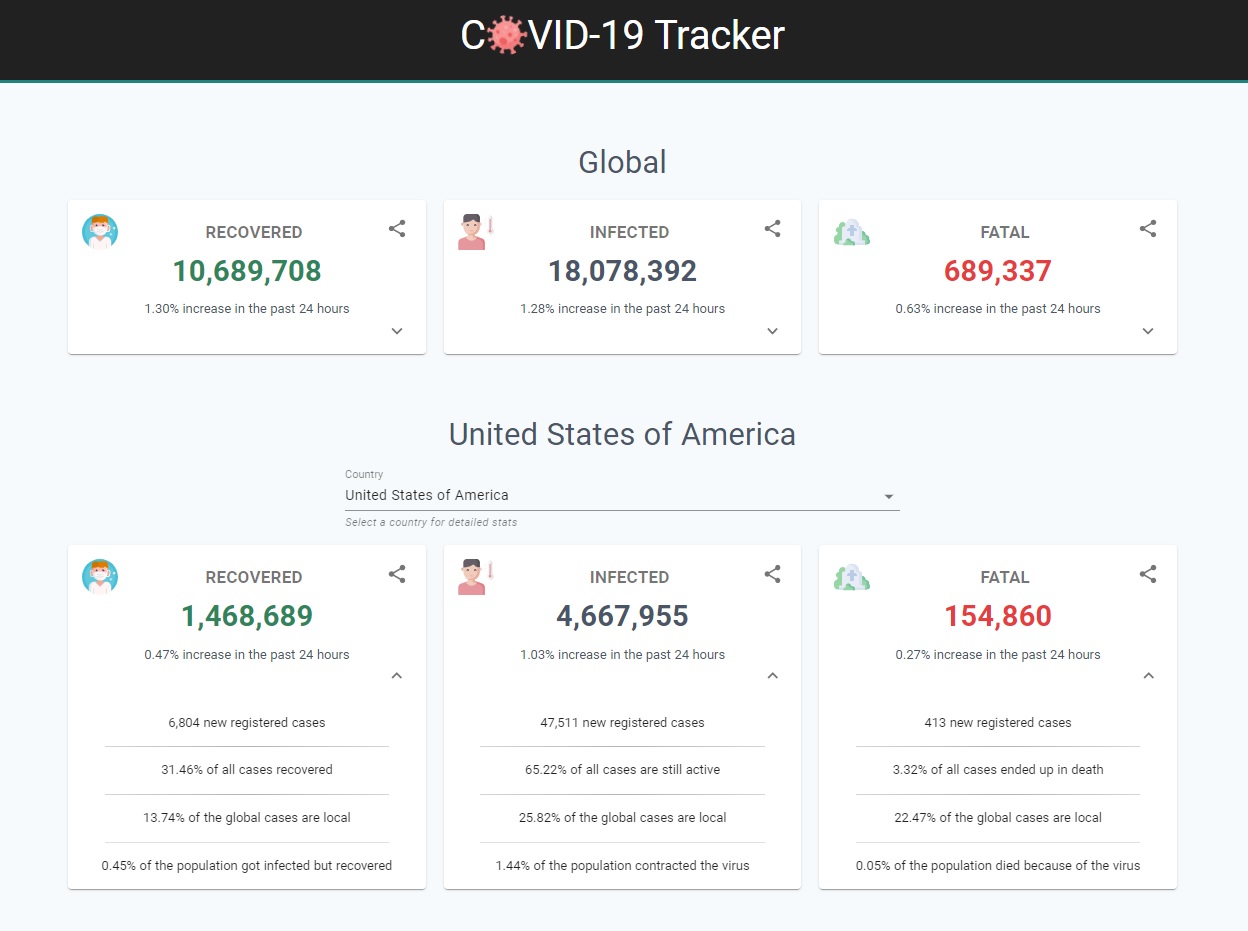 COVID-19 Tracker
Global
RECOVERED
10,689,708
1.30% increase in the past 24 hours
INFECTED
18,078,392
1.28% increase in the past 24 hours
FATAL
689,337
0.63% increase in the past 24 hours
United States of America
Country
United States of America
Select a country for detailed stats
RECOVERED
1,468,689
0.47% increase in the past 24 hours
6,804 new registered cases
31.46% of all cases recovered
13.74% of the global cases are local
0.45% of the population got infected but recovered
INFECTED
4,667,955
1.03% increase in the past 24 hours
47,511 new registered cases
65.22% of all cases are still active
25.82% of the global cases are local
1.44% of the population contracted the virus
FATAL
154,860
0.27% increase in the past 24 hours
413 new registered cases
3.32% of all cases ended up in death
22.47% of the global cases are local
0.05% of the population died because of the virus